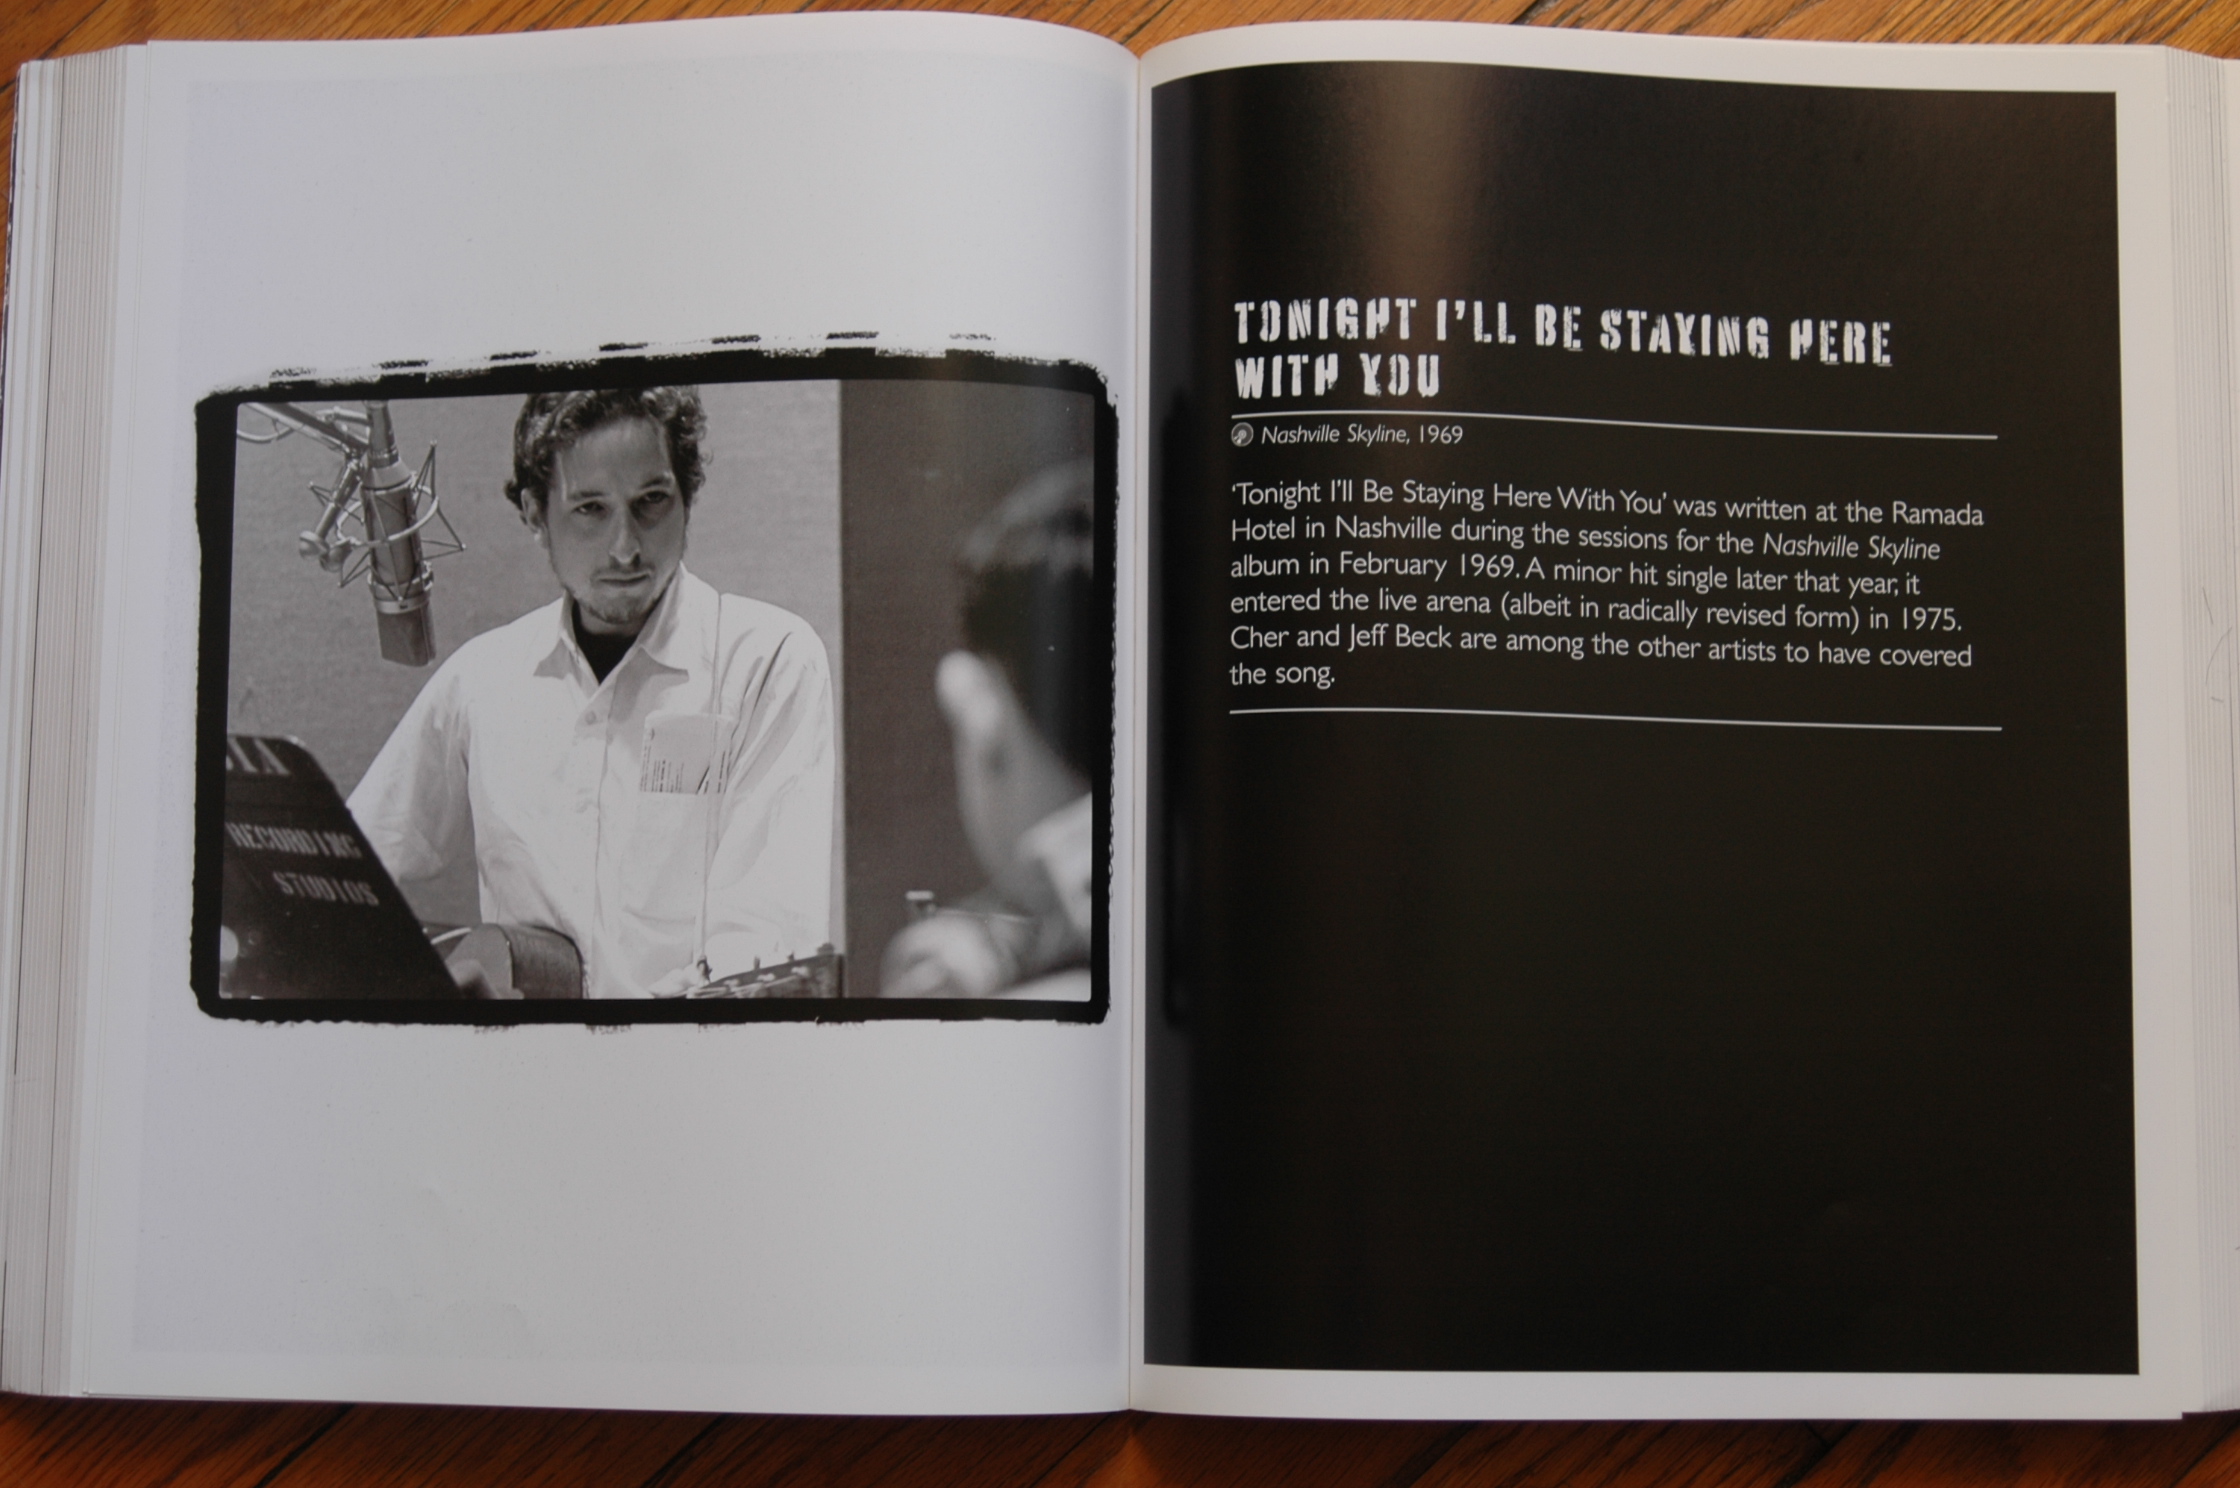 RECORDING
STUDIOS
TONIGHT I'LL BE STAYING HERE
WITH YOU
Nashville Skyline, 1969
'Tonight I'll Be Staying Here With You' was written at the Ramada
Hotel in Nashville during the sessions for the Nashville Skyline
album in February 1969. A minor hit single later that year, it
entered the live arena (albeit in radically revised form) in 1975.
Cher and Jeff Beck are among the other artists to have covered
the song.